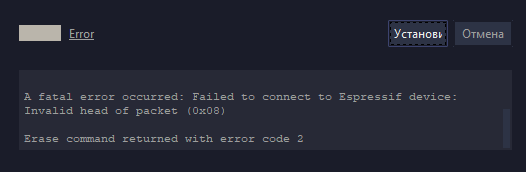 Error
Установи
Отмена
A fatal error occurred: Failed to connect to Espressif device:
Invalid head of packet (0x08)
Erase command returned with error code 2